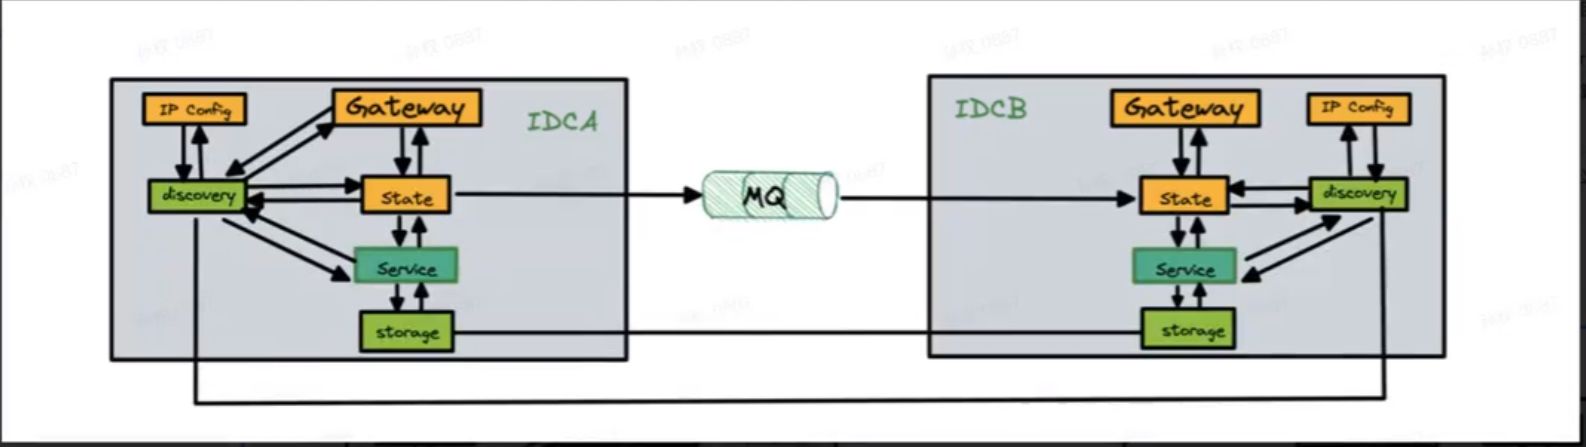 IP Config
Gateway
IDCA
discovery
State
Service
storage
MQ
IDCB
Gateway
IP Config
State
discovery
Service
storage